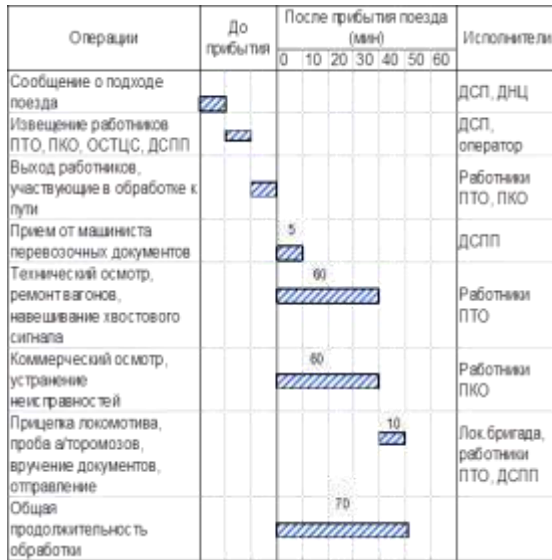 Операции
До
прибытия
После прибытия поезда
(мин)
0 10 20 30 40 50 60
Исполнители
Сообщение о подходе
поезда
ДСП, ДНЦ
Извещение работников
ПТО, ПКО, ОСТЦС, ДСПП
ДСП,
оператор
Выход работников,
участвующие в обработке к
пути
Работники
ПТО, ПКО
Прием от машиниста
перевозочных документов
5
ДСПП
Технический осмотр,
ремонт вагонов,
навешивание хвостового
сигнала
60
Работники
ПТО
Коммерческий осмотр,
устранение
неисправностей
60
Работники
ПКО
Прицепка локомотива,
проба а/торомозов,
вручение документов,
отправление
10
Лок.бригада,
работники
ПТО, ДСПП
Общая
продолжительность
обработки
70